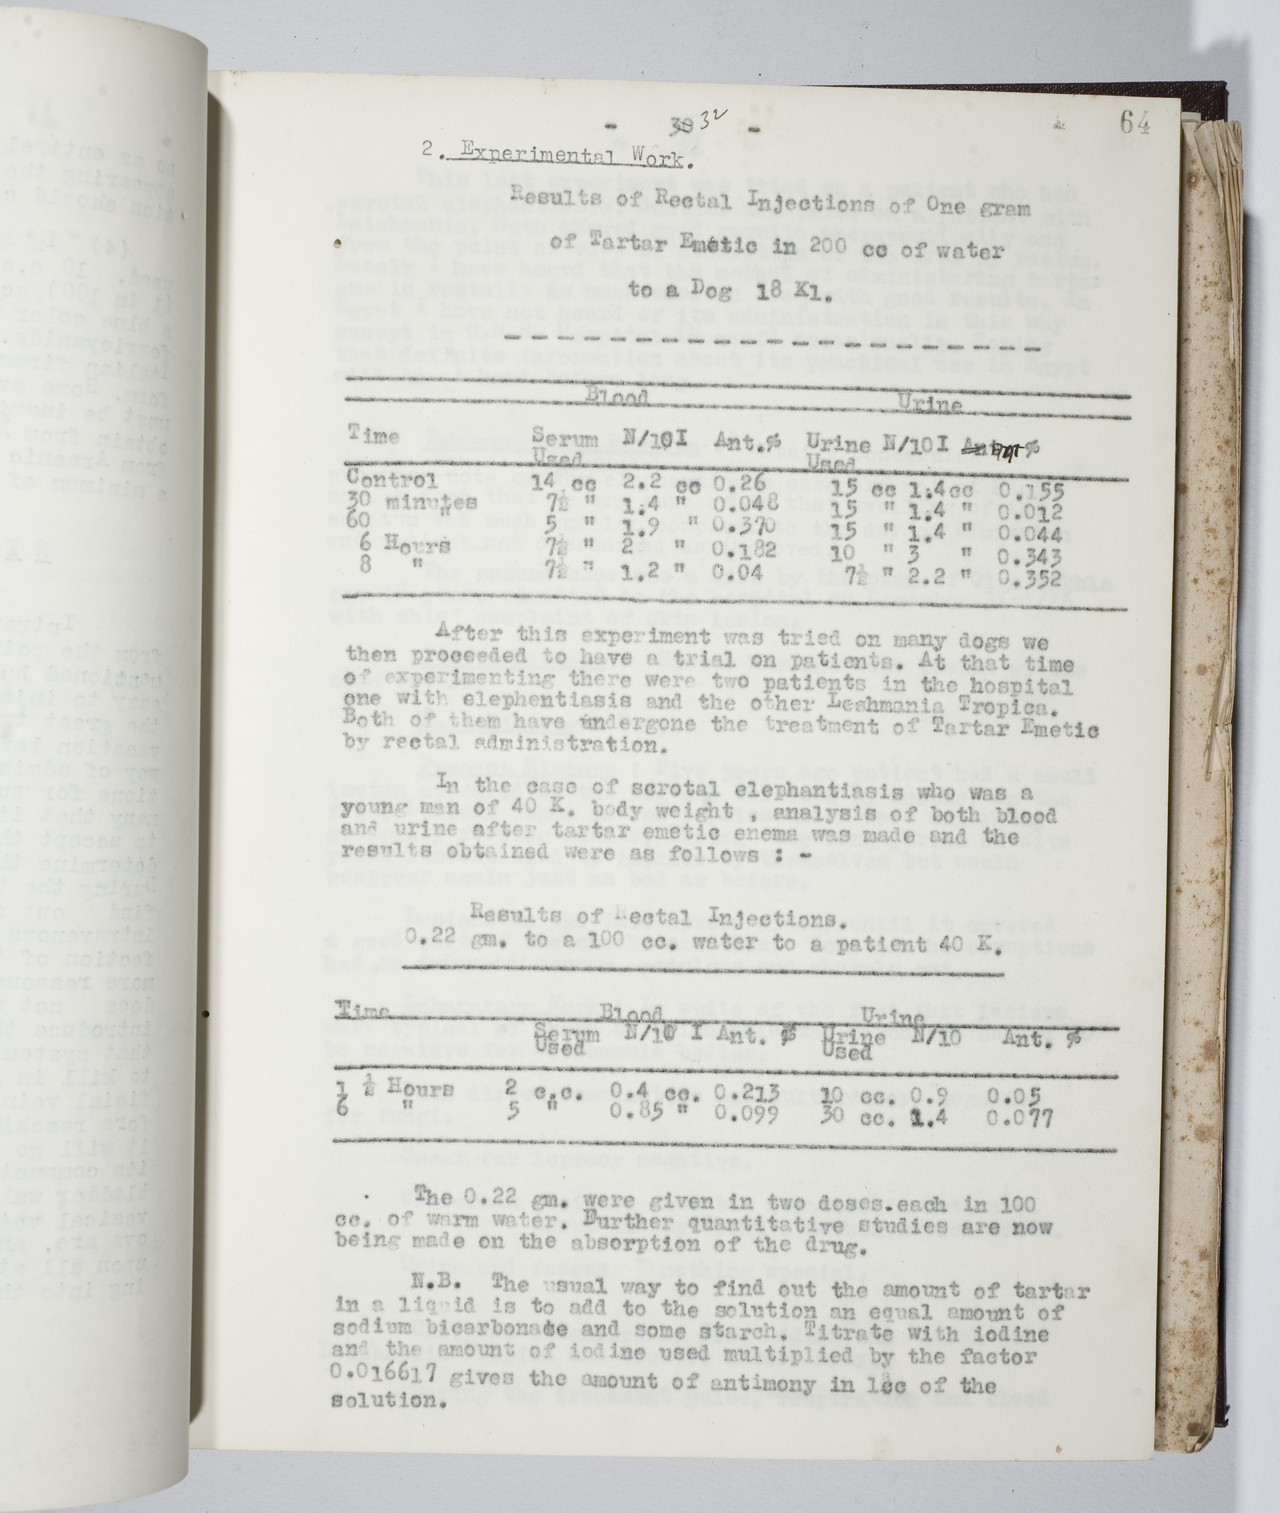 - 30 32 - 64
2. Experimental Work.
Results of Rectal Injections of One gram
of Tartar Emetic in 200 cc of water
to a Dog 18 Kl.
Blood Urine
Time Serum N/10I Ant.% Urine N/10I Ant. %
Used Used
Control 14 cc 2.2 cc 0.26 15 cc 1.4cc 0.155
30 minutes 7½ " 1.4 " 0.048 15 " 1.4 " 0.012
60 " 5 " 1.9 " 0.370 15 " 1.4 " 0.044
6 Hours 7½ " 2 " 0.182 10 " 3 " 0.343
8 " 7½ " 1.2 " 0.04 7½ " 2.2 " 0.352
After this experiment was tried on many dogs we
then proceeded to have a trial on patients. At that time
of experimenting there were two patients in the hospital
one with elephentiasis and the other Leshmania Tropica.
Both of them have undergone the treatment of Tartar Emetic
by rectal administration.
In the case of scrotal elephantiasis who was a
young man of 40 K. body weight , analysis of both blood
and urine after tartar emetic enema was made and the
results obtained were as follows : -
Results of Rectal Injections.
0.22 gm. to a 100 cc. water to a patient 40 K.
Time Blood Urine
Serum N/10 I Ant. % Urine N/10 Ant. %
Used Used
1 ½ Hours 2 c.c. 0.4 cc. 0.213 10 cc. 0.9 0.05
6 " 5 " 0.85 " 0.099 30 cc. 1.4 0.077
The 0.22 gm. were given in two doses.each in 100
cc. of warm water. Further quantitative studies are now
being made on the absorption of the drug.
N.B. The usual way to find out the amount of tartar
in a liquid is to add to the solution an equal amount of
sodium bicarbonate and some starch. Titrate with iodine
and the amount of iodine used multiplied by the factor
0.016617 gives the amount of antimony in 1cc of the
solution.